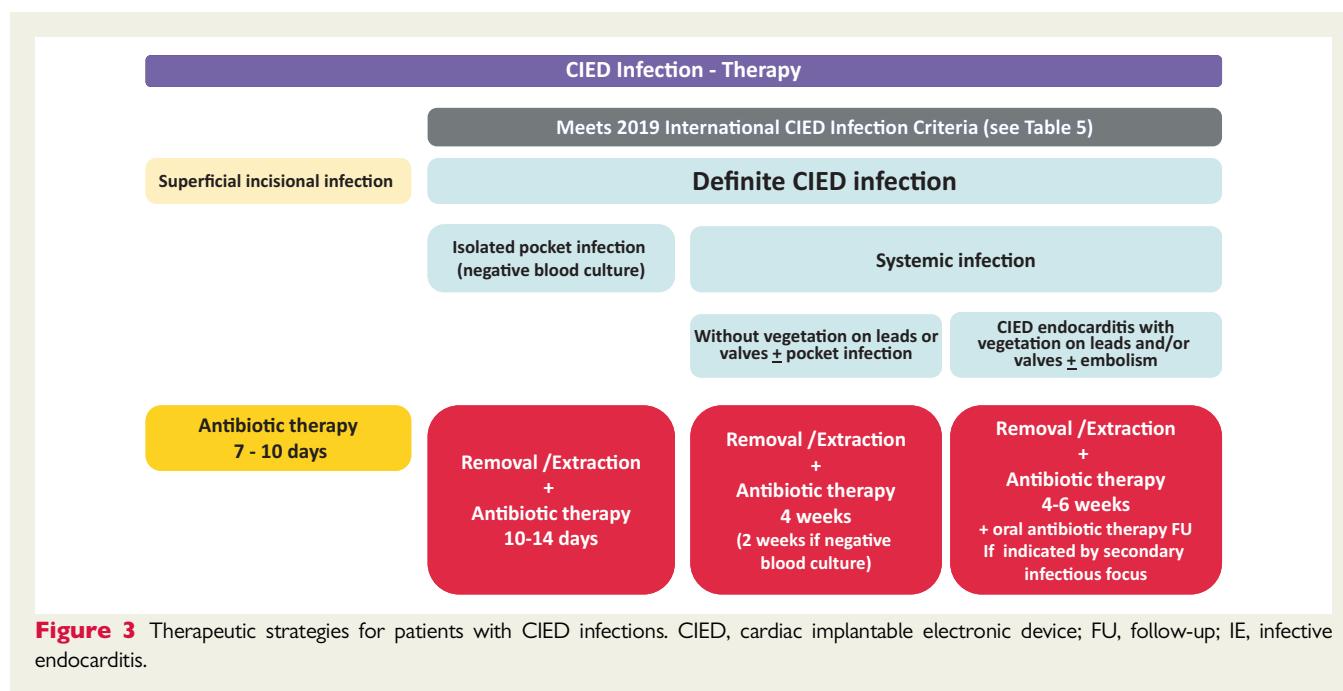 CIED Infection - Therapy
Meets 2019 International CIED Infection Criteria (see Table 5)
Superficial incisional infection
Definite CIED infection
Isolated pocket infection
(negative blood culture)
Systemic infection
Without vegetation on leads or
valves ± pocket infection
CIED endocarditis with
vegetation on leads and/or
valves ± embolism
Antibiotic therapy
7 - 10 days
Removal /Extraction
+
Antibiotic therapy
10-14 days
Removal /Extraction
+
Antibiotic therapy
4 weeks
(2 weeks if negative
blood culture)
Removal /Extraction
+
Antibiotic therapy
4-6 weeks
+ oral antibiotic therapy FU
If indicated by secondary
infectious focus
Figure 3 Therapeutic strategies for patients with CIED infections. CIED, cardiac implantable electronic device; FU, follow-up; IE, infective
endocarditis.